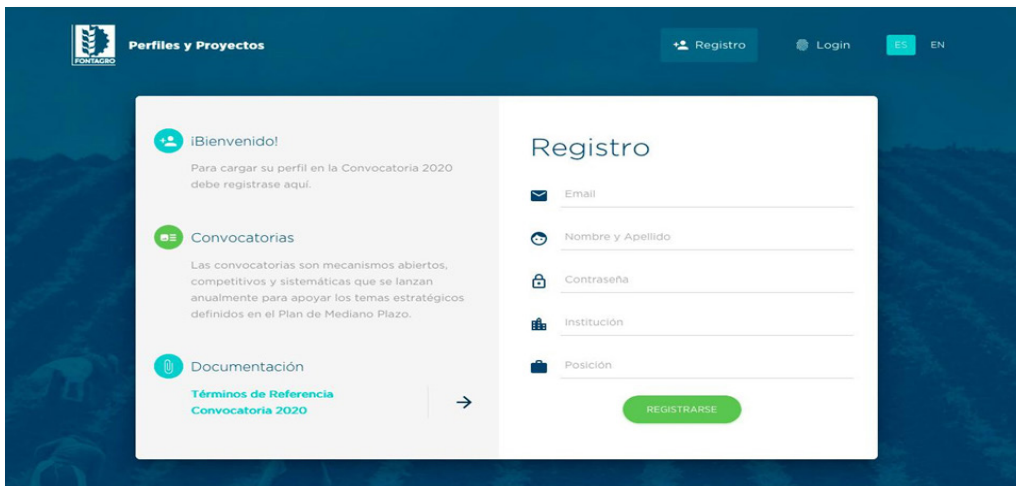 FONTAGRO
Perfiles y Proyectos
Registro
Login
ES
EN
¡Bienvenido!
Para cargar su perfil en la Convocatoria 2020
debe registrase aquí.
Convocatorias
Las convocatorias son mecanismos abiertos,
competitivos y sistemáticas que se lanzan
anualmente para apoyar los temas estratégicos
definidos en el Plan de Mediano Plazo.
Documentación
Términos de Referencia
Convocatoria 2020
Registro
Email
Nombre y Apellido
Contraseña
Institución
Posición
REGISTRARSE